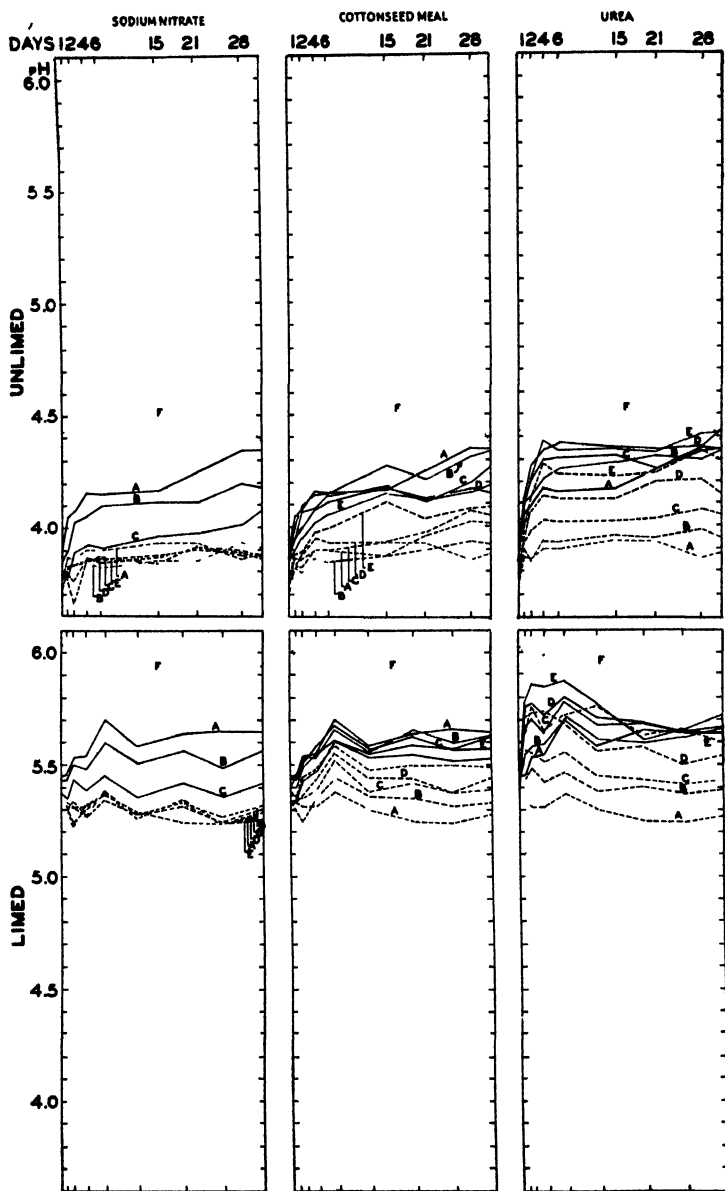 SODIUM NITRATE COTTONSEED MEAL UREA
DAYS 1 2 4 6 15 21 28 1 2 4 6 15 21 28 1 2 4 6 15 21 28
pH
6.0
5.5
5.0
UNLIMED
4.5
F F F
A B C A B C D E E D B C A E D C B A
4.0
B D C E A B A C D E
6.0
F F F
E
A A D
B B C E B A E
5.5
C D C B A D C B A
5.0
LIMED
4.5
4.0